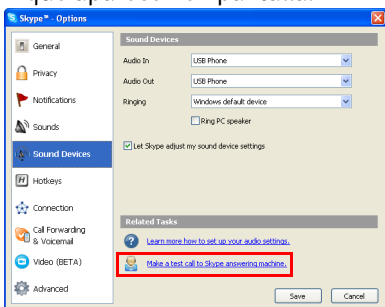 Skype™ - Options
General
Privacy
Notifications
Sounds
Sound Devices
Hotkeys
Connection
Call Forwarding
& Voicemail
Video (BETA)
Advanced
Sound Devices
Audio In
USB Phone
Audio Out
USB Phone
Ringing
Windows default device
Ring PC speaker
Let Skype adjust my sound device settings
Related Tasks
Learn more how to set up your audio settings.
Make a test call to Skype answering machine.
Save
Cancel